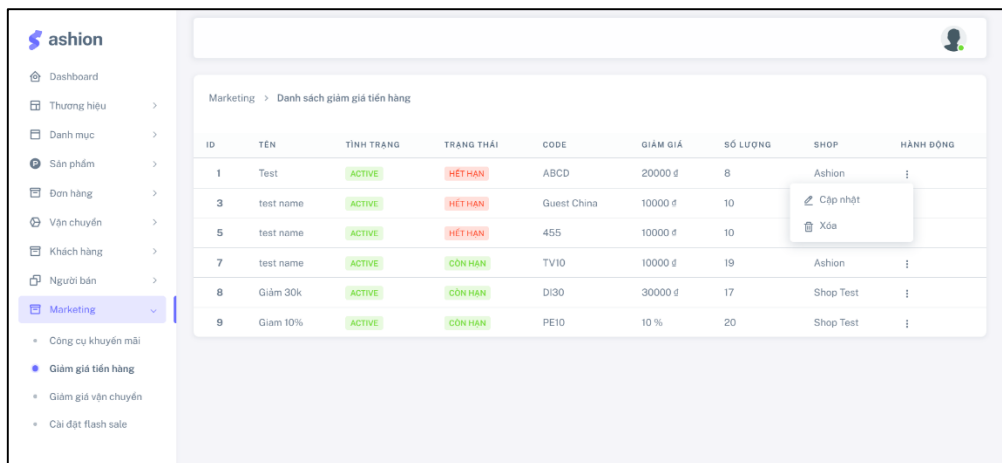 ashion
Dashboard
Thương hiệu
Danh mục
Sản phẩm
Đơn hàng
Vận chuyển
Khách hàng
Người bán
Marketing
Công cụ khuyến mãi
Giảm giá tiền hàng
Giảm giá vận chuyển
Cài đặt flash sale
Marketing > Danh sách giảm giá tiền hàng
ID TÊN TÌNH TRẠNG TRẠNG THÁI CODE GIẢM GIÁ SỐ LƯỢNG SHOP HÀNH ĐỘNG
1 Test ACTIVE HẾT HẠN ABCD 20000 ₫ 8 Ashion
3 test name ACTIVE HẾT HẠN Guest China 10000 ₫ 10
5 test name ACTIVE HẾT HẠN 455 10000 ₫ 10
Cập nhật
Xóa
7 test name ACTIVE CÒN HẠN TV10 10000 ₫ 19 Ashion
8 Giảm 30k ACTIVE CÒN HẠN DI30 30000 ₫ 17 Shop Test
9 Giam 10% ACTIVE CÒN HẠN PE10 10 % 20 Shop Test